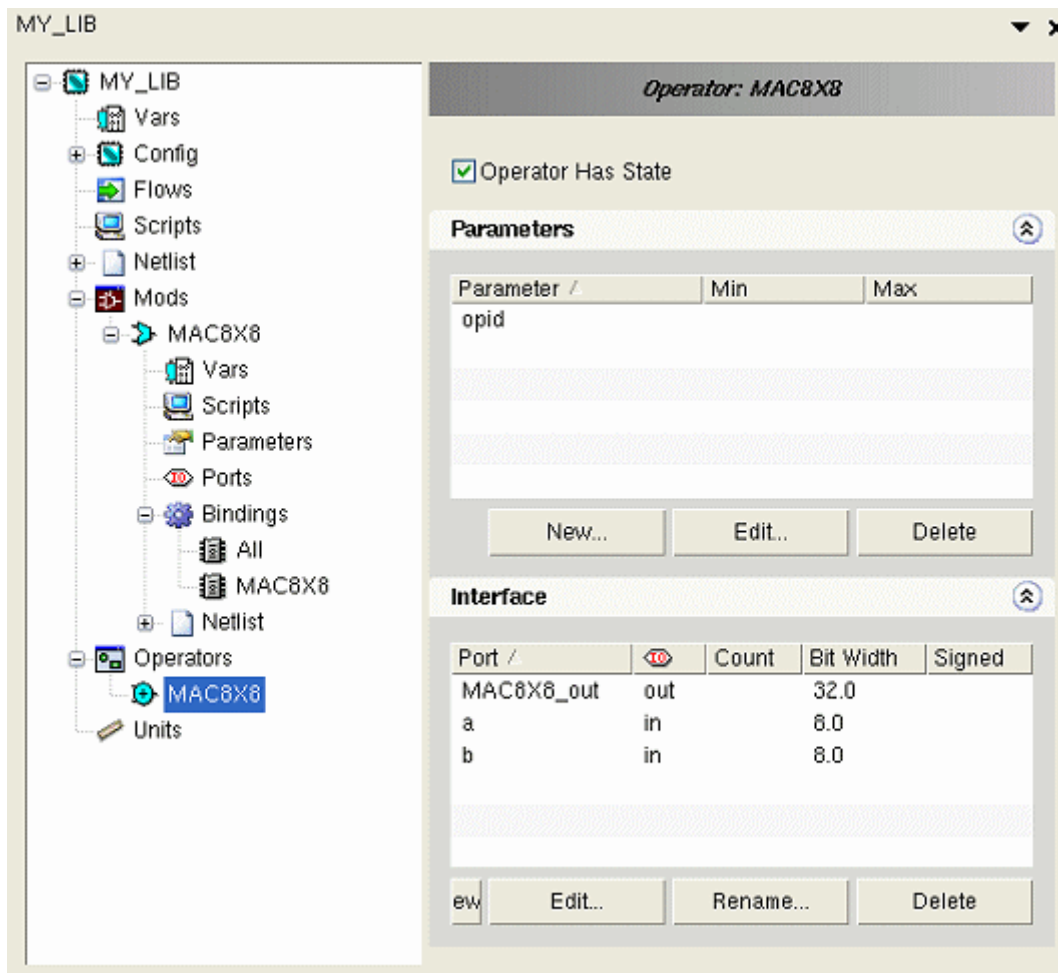 MY_LIB
MY_LIB
Vars
Config
Flows
Scripts
Netlist
Mods
MAC8X8
Vars
Scripts
Parameters
Ports
Bindings
All
MAC8X8
Netlist
Operators
MAC8X8
Units
Operator: MAC8X8
Operator Has State
Parameters
Parameter Min Max
opid
New... Edit... Delete
Interface
Port IO Count Bit Width Signed
MAC8X8_out out 32.0
a in 8.0
b in 8.0
ew Edit... Rename... Delete